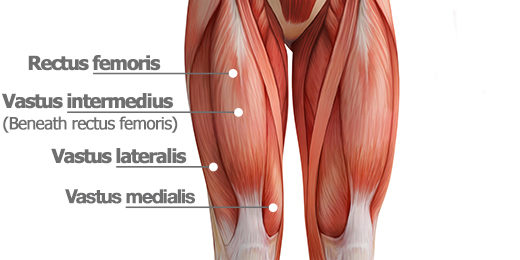 Rectus femoris
Vastus intermedius
(Beneath rectus femoris)
Vastus lateralis
Vastus medialis